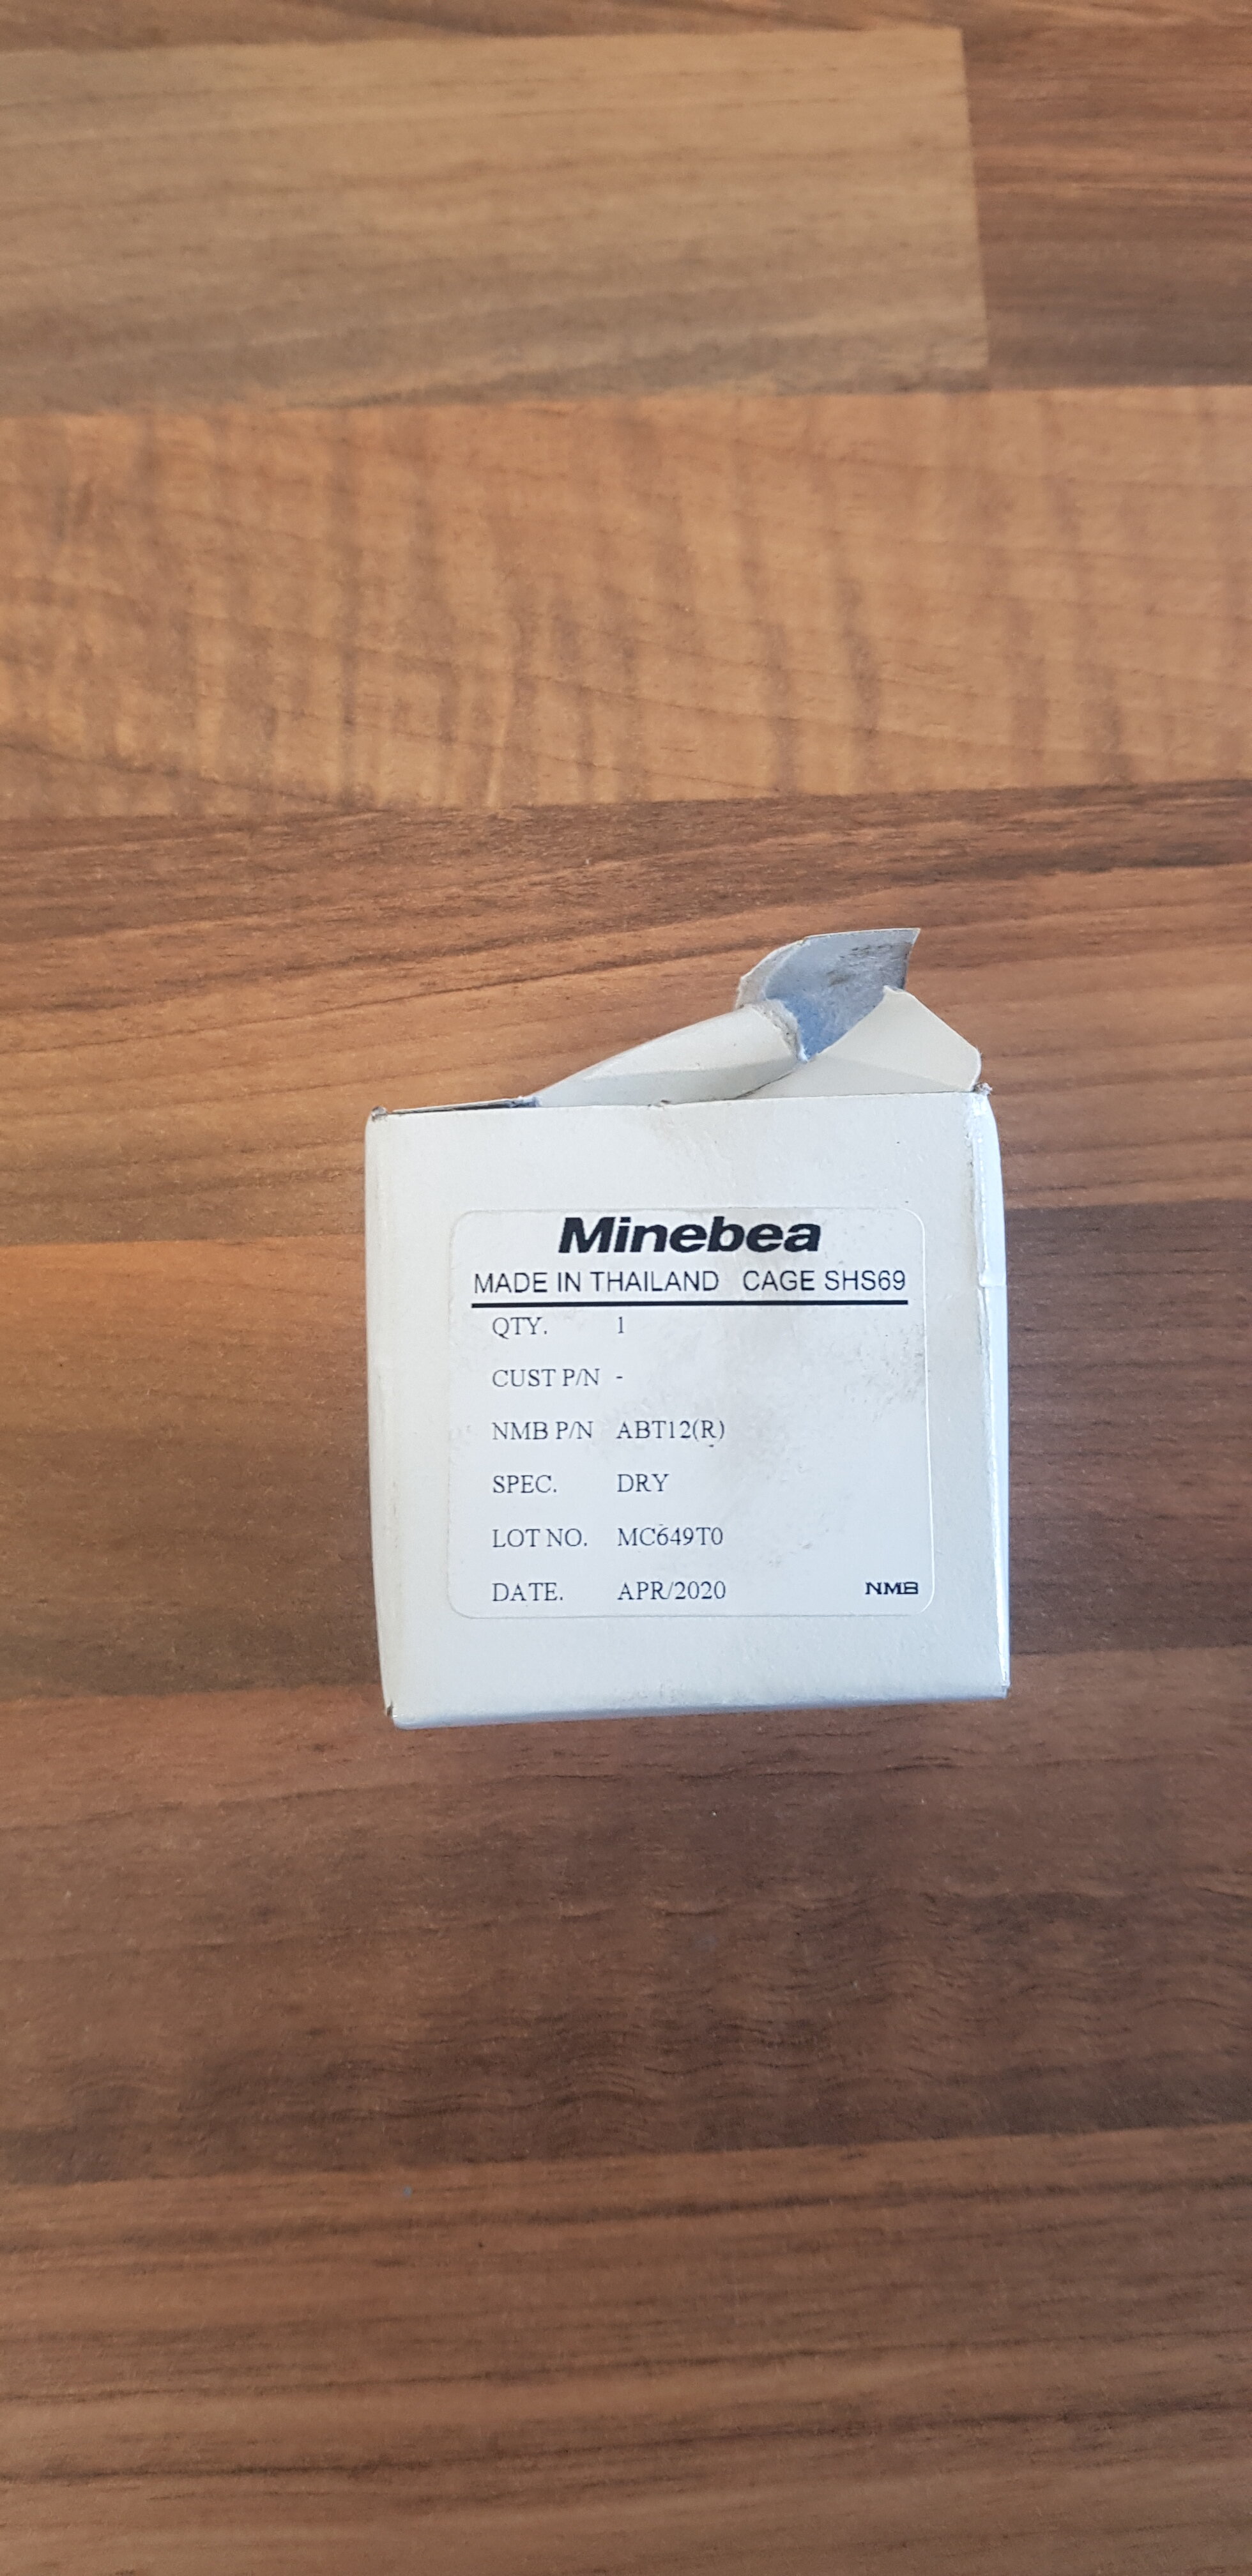 Minebea
MADE IN THAILAND CAGE SHS69
QTY. 1
CUST P/N -
NMB P/N ABT12(R)
SPEC. DRY
LOT NO. MC649T0
DATE. APR/2020 NMB